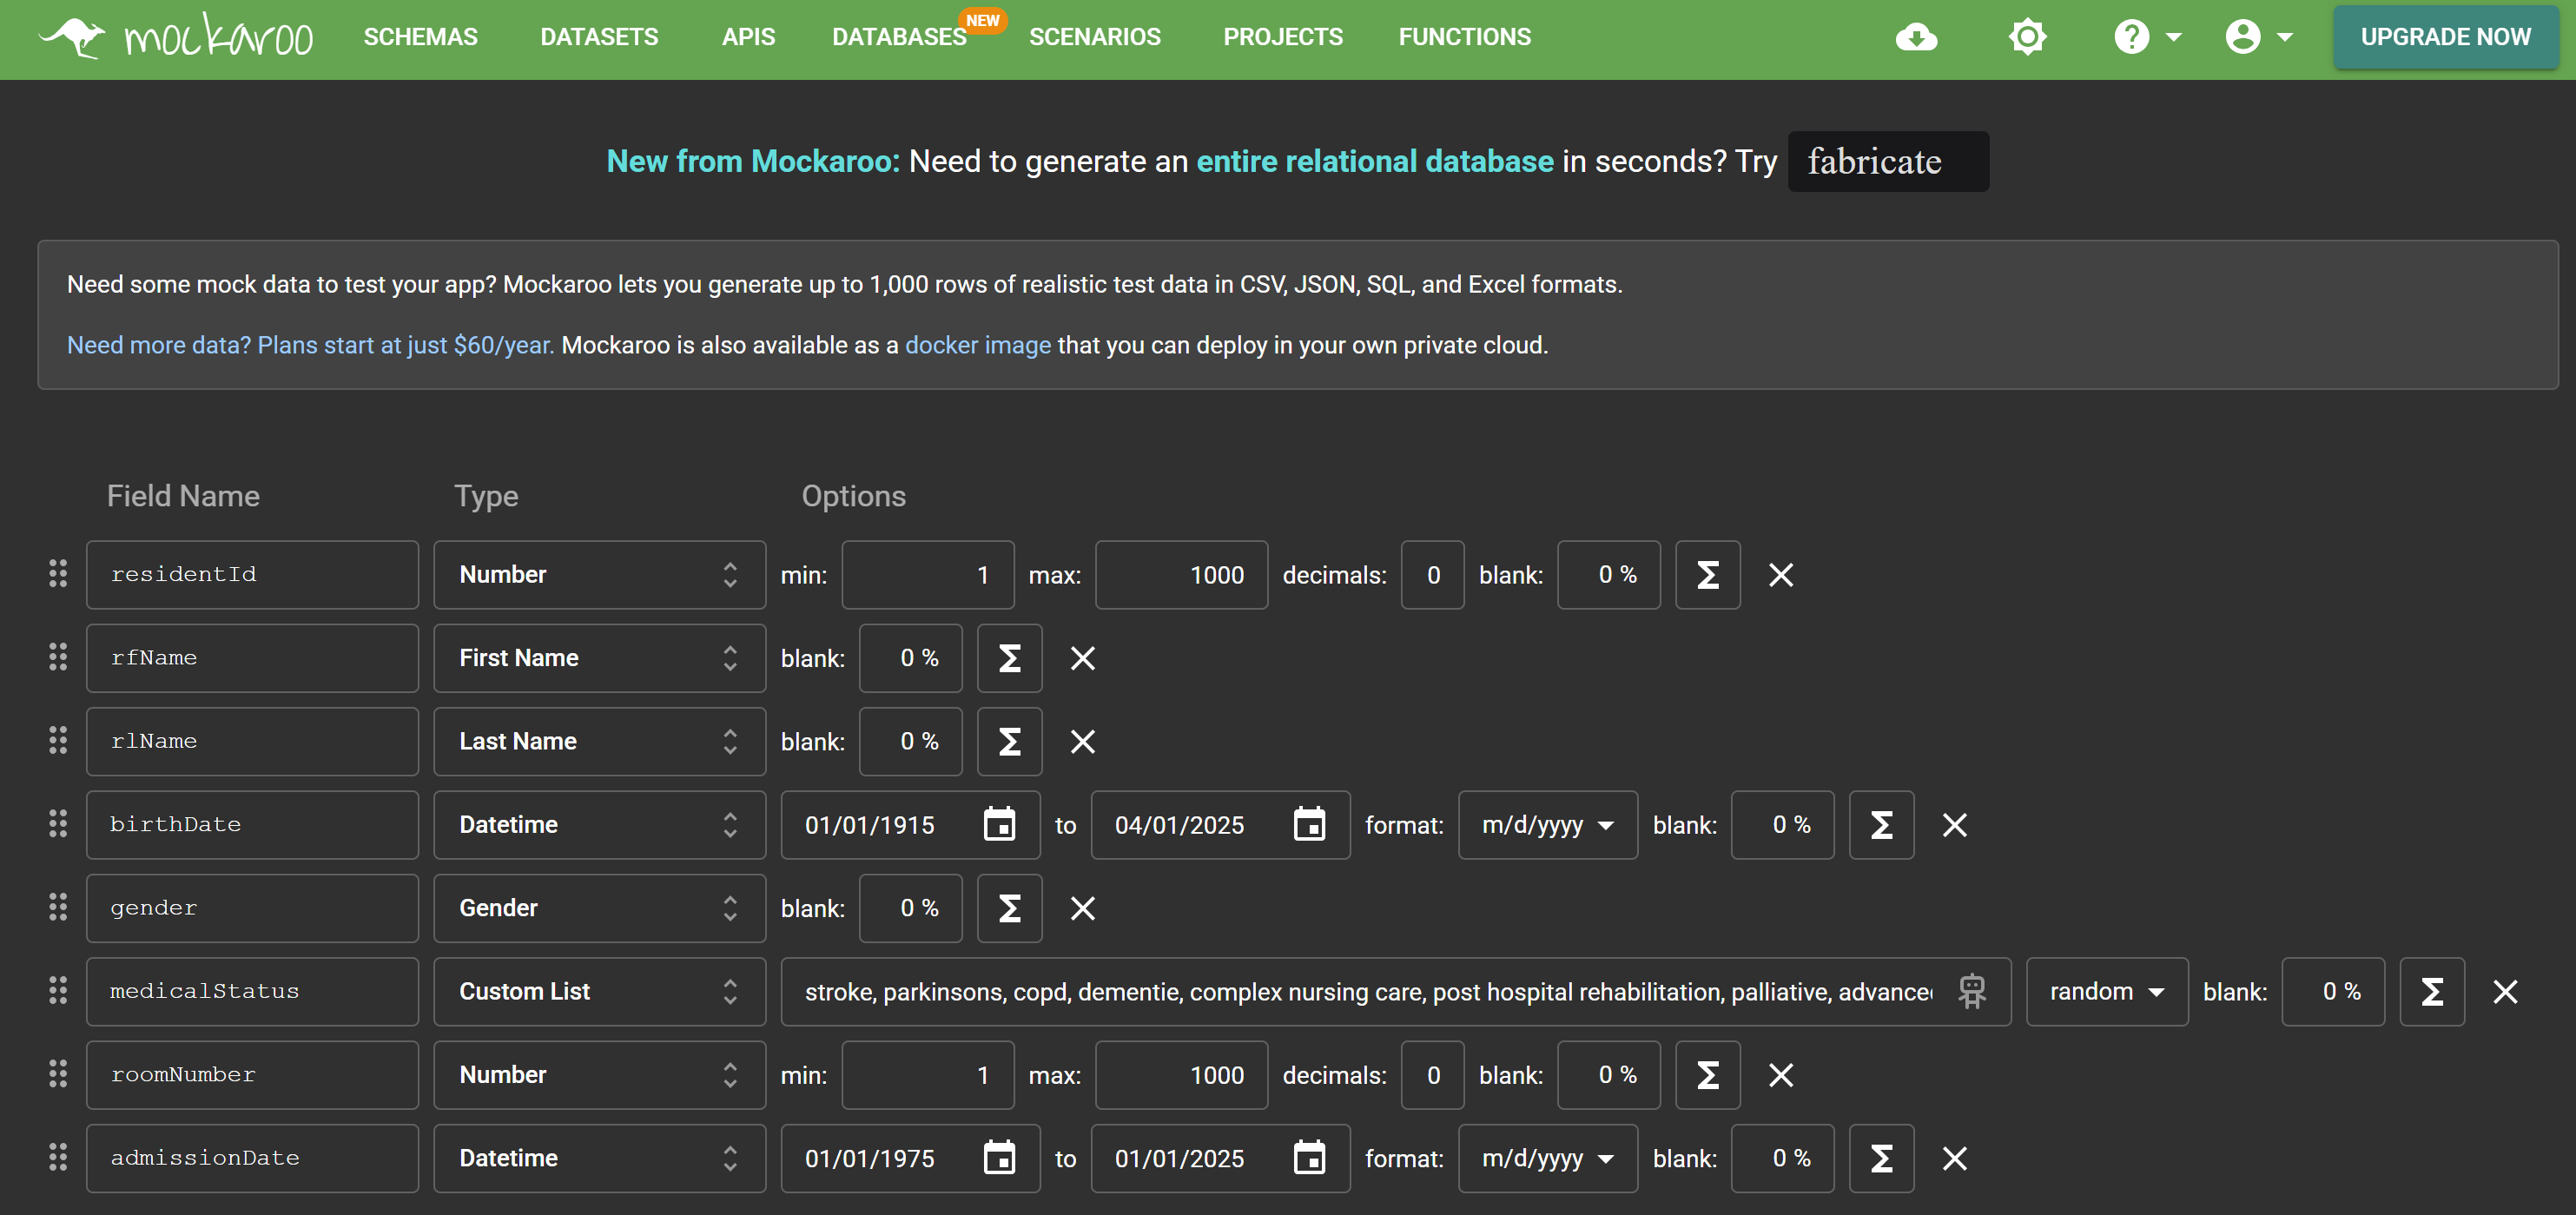 mockaroo SCHEMAS DATASETS APIS DATABASES NEW SCENARIOS PROJECTS FUNCTIONS UPGRADE NOW
New from Mockaroo: Need to generate an entire relational database in seconds? Try fabricate
Need some mock data to test your app? Mockaroo lets you generate up to 1,000 rows of realistic test data in CSV, JSON, SQL, and Excel formats.
Need more data? Plans start at just $60/year. Mockaroo is also available as a docker image that you can deploy in your own private cloud.
Field Name Type Options
residentId Number min: 1 max: 1000 decimals: 0 blank: 0 % Σ
rfName First Name blank: 0 % Σ
rlName Last Name blank: 0 % Σ
birthDate Datetime 01/01/1915 to 04/01/2025 format: m/d/yyyy blank: 0 % Σ
gender Gender blank: 0 % Σ
medicalStatus Custom List stroke, parkinsons, copd, dementie, complex nursing care, post hospital rehabilitation, palliative, advance random blank: 0 % Σ
roomNumber Number min: 1 max: 1000 decimals: 0 blank: 0 % Σ
admissionDate Datetime 01/01/1975 to 01/01/2025 format: m/d/yyyy blank: 0 % Σ